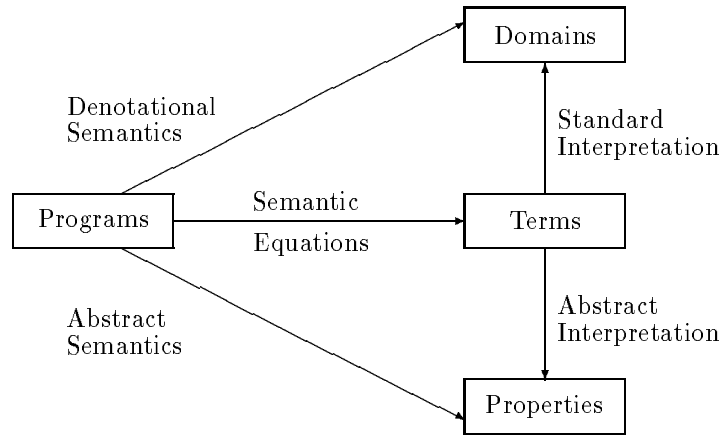 Domains
Denotational
Semantics
Standard
Interpretation
Programs
Semantic
Equations
Terms
Abstract
Semantics
Abstract
Interpretation
Properties